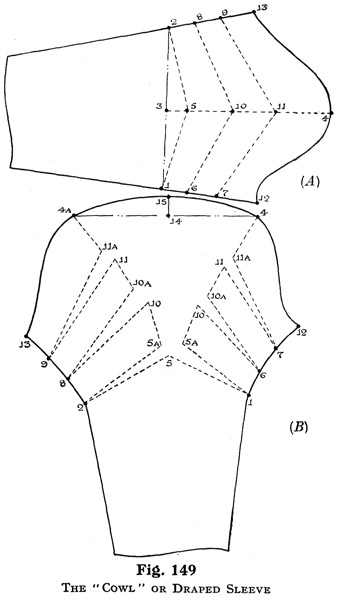 2 8 9 13
3 5 10 11 4
(A)
1 6 7 12
15
4A 14 4
11A 11 11 11A
10A 10A
10 10
13 12
5A 5A
9 5 7
8 6
2 1
(B)
Fig. 149
The "Cowl" or Draped Sleeve